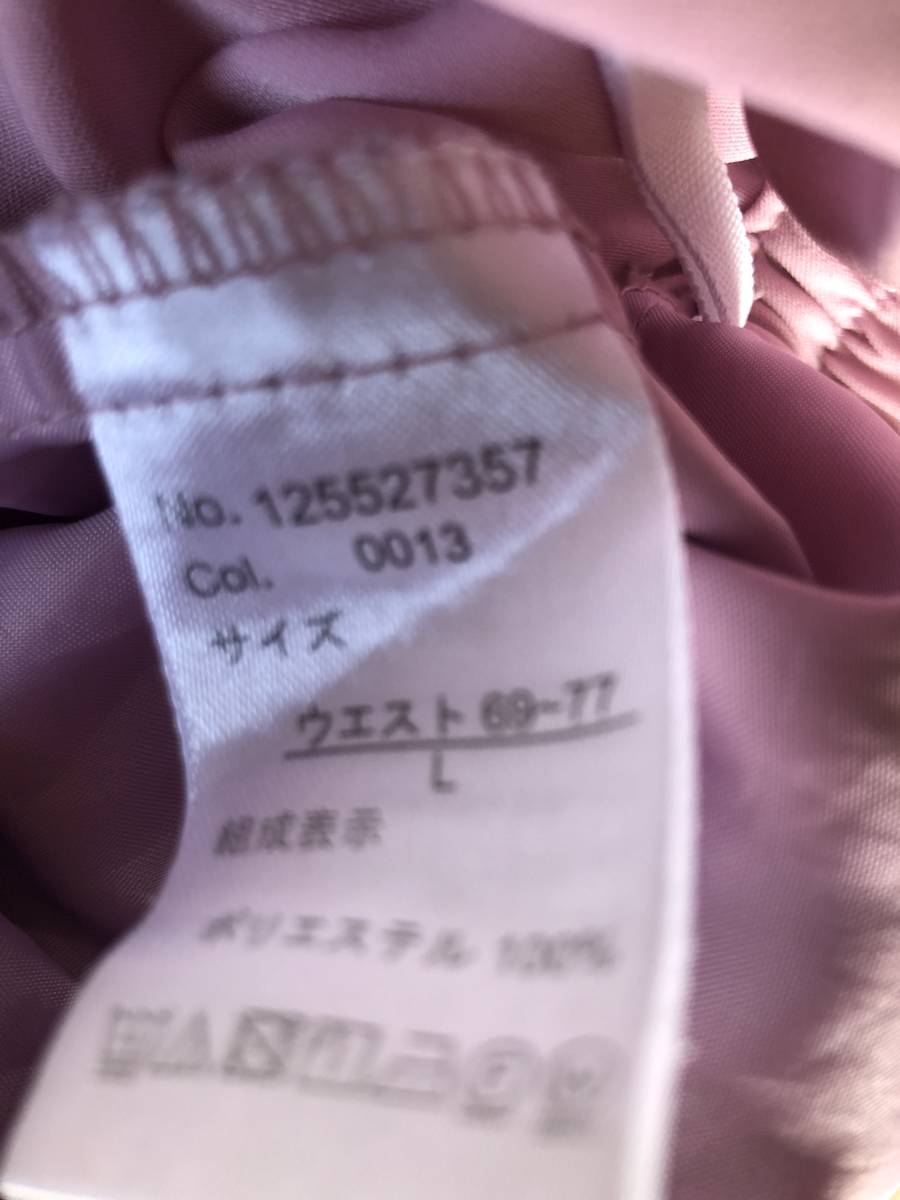 No. 125527357
Col. 0013
サイズ
ウエスト 69-77
L
組成表示
ポリエステル 100%